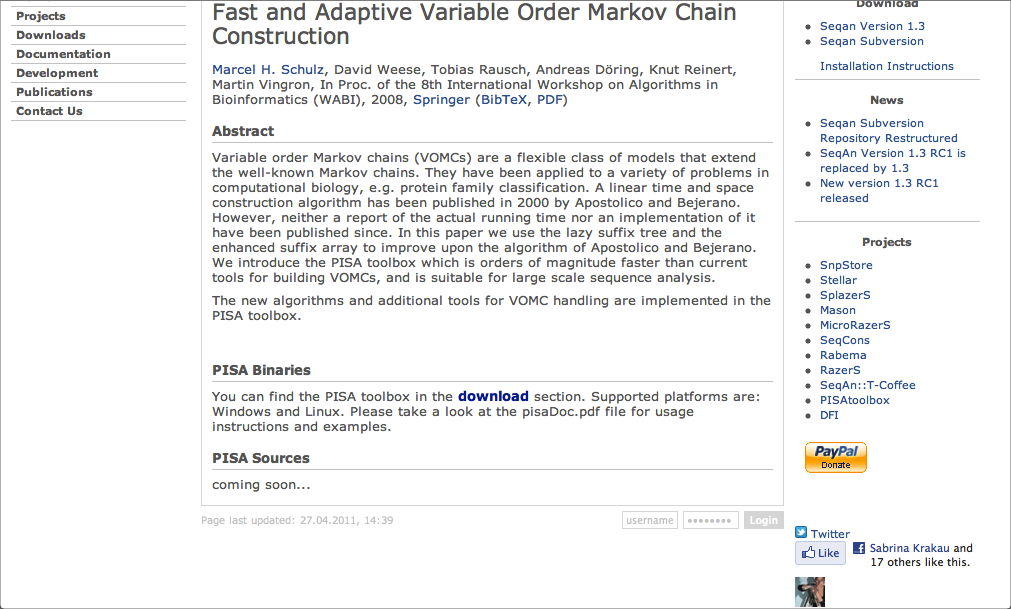 Projects
Downloads
Documentation
Development
Publications
Contact Us
Fast and Adaptive Variable Order Markov Chain
Construction
Marcel H. Schulz, David Weese, Tobias Rausch, Andreas Döring, Knut Reinert,
Martin Vingron, In Proc. of the 8th International Workshop on Algorithms in
Bioinformatics (WABI), 2008, Springer (BibTeX, PDF)
Abstract
Variable order Markov chains (VOMCs) are a flexible class of models that extend
the well-known Markov chains. They have been applied to a variety of problems in
computational biology, e.g. protein family classification. A linear time and space
construction algorithm has been published in 2000 by Apostolico and Bejerano.
However, neither a report of the actual running time nor an implementation of it
have been published since. In this paper we use the lazy suffix tree and the
enhanced suffix array to improve upon the algorithm of Apostolico and Bejerano.
We introduce the PISA toolbox which is orders of magnitude faster than current
tools for building VOMCs, and is suitable for large scale sequence analysis.
The new algorithms and additional tools for VOMC handling are implemented in the
PISA toolbox.
PISA Binaries
You can find the PISA toolbox in the download section. Supported platforms are:
Windows and Linux. Please take a look at the pisaDoc.pdf file for usage
instructions and examples.
PISA Sources
coming soon...
Page last updated: 27.04.2011, 14:39
username
••••••••
Login
Download
Seqan Version 1.3
Seqan Subversion
Installation Instructions
News
Seqan Subversion
Repository Restructured
SeqAn Version 1.3 RC1 is
replaced by 1.3
New version 1.3 RC1
released
Projects
SnpStore
Stellar
SplazerS
Mason
MicroRazerS
SeqCons
Rabema
RazerS
SeqAn::T-Coffee
PISAtoolbox
DFI
PayPal
Donate
Twitter
Like
Sabrina Krakau and
17 others like this.